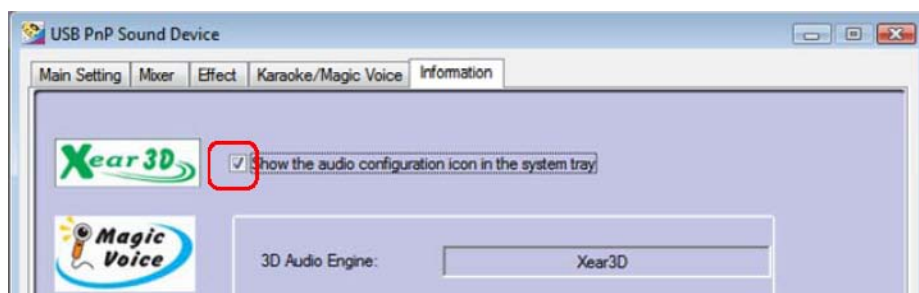 USB PnP Sound Device
Main Setting Mixer Effect Karaoke/Magic Voice Information
Xear 3D
Show the audio configuration icon in the system tray
Magic
Voice
3D Audio Engine: Xear3D